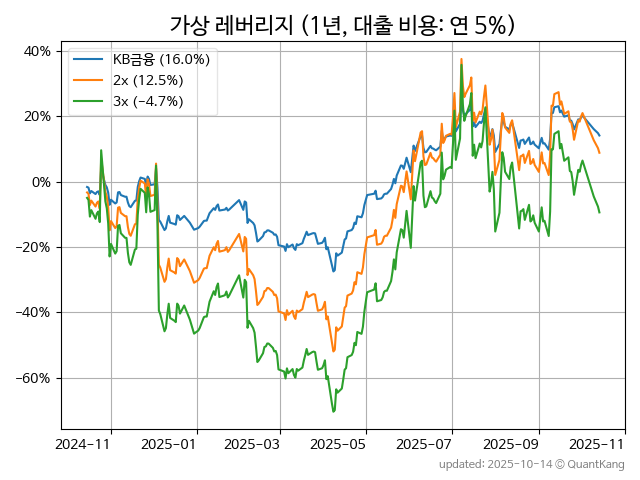 가상 레버리지 (1년, 대출 비용: 연 5%)
KB금융 (16.0%)
2x (12.5%)
3x (−4.7%)
40%
20%
0%
−20%
−40%
−60%
2024-11
2025-01
2025-03
2025-05
2025-07
2025-09
2025-11
updated: 2025-10-14 © QuantKang